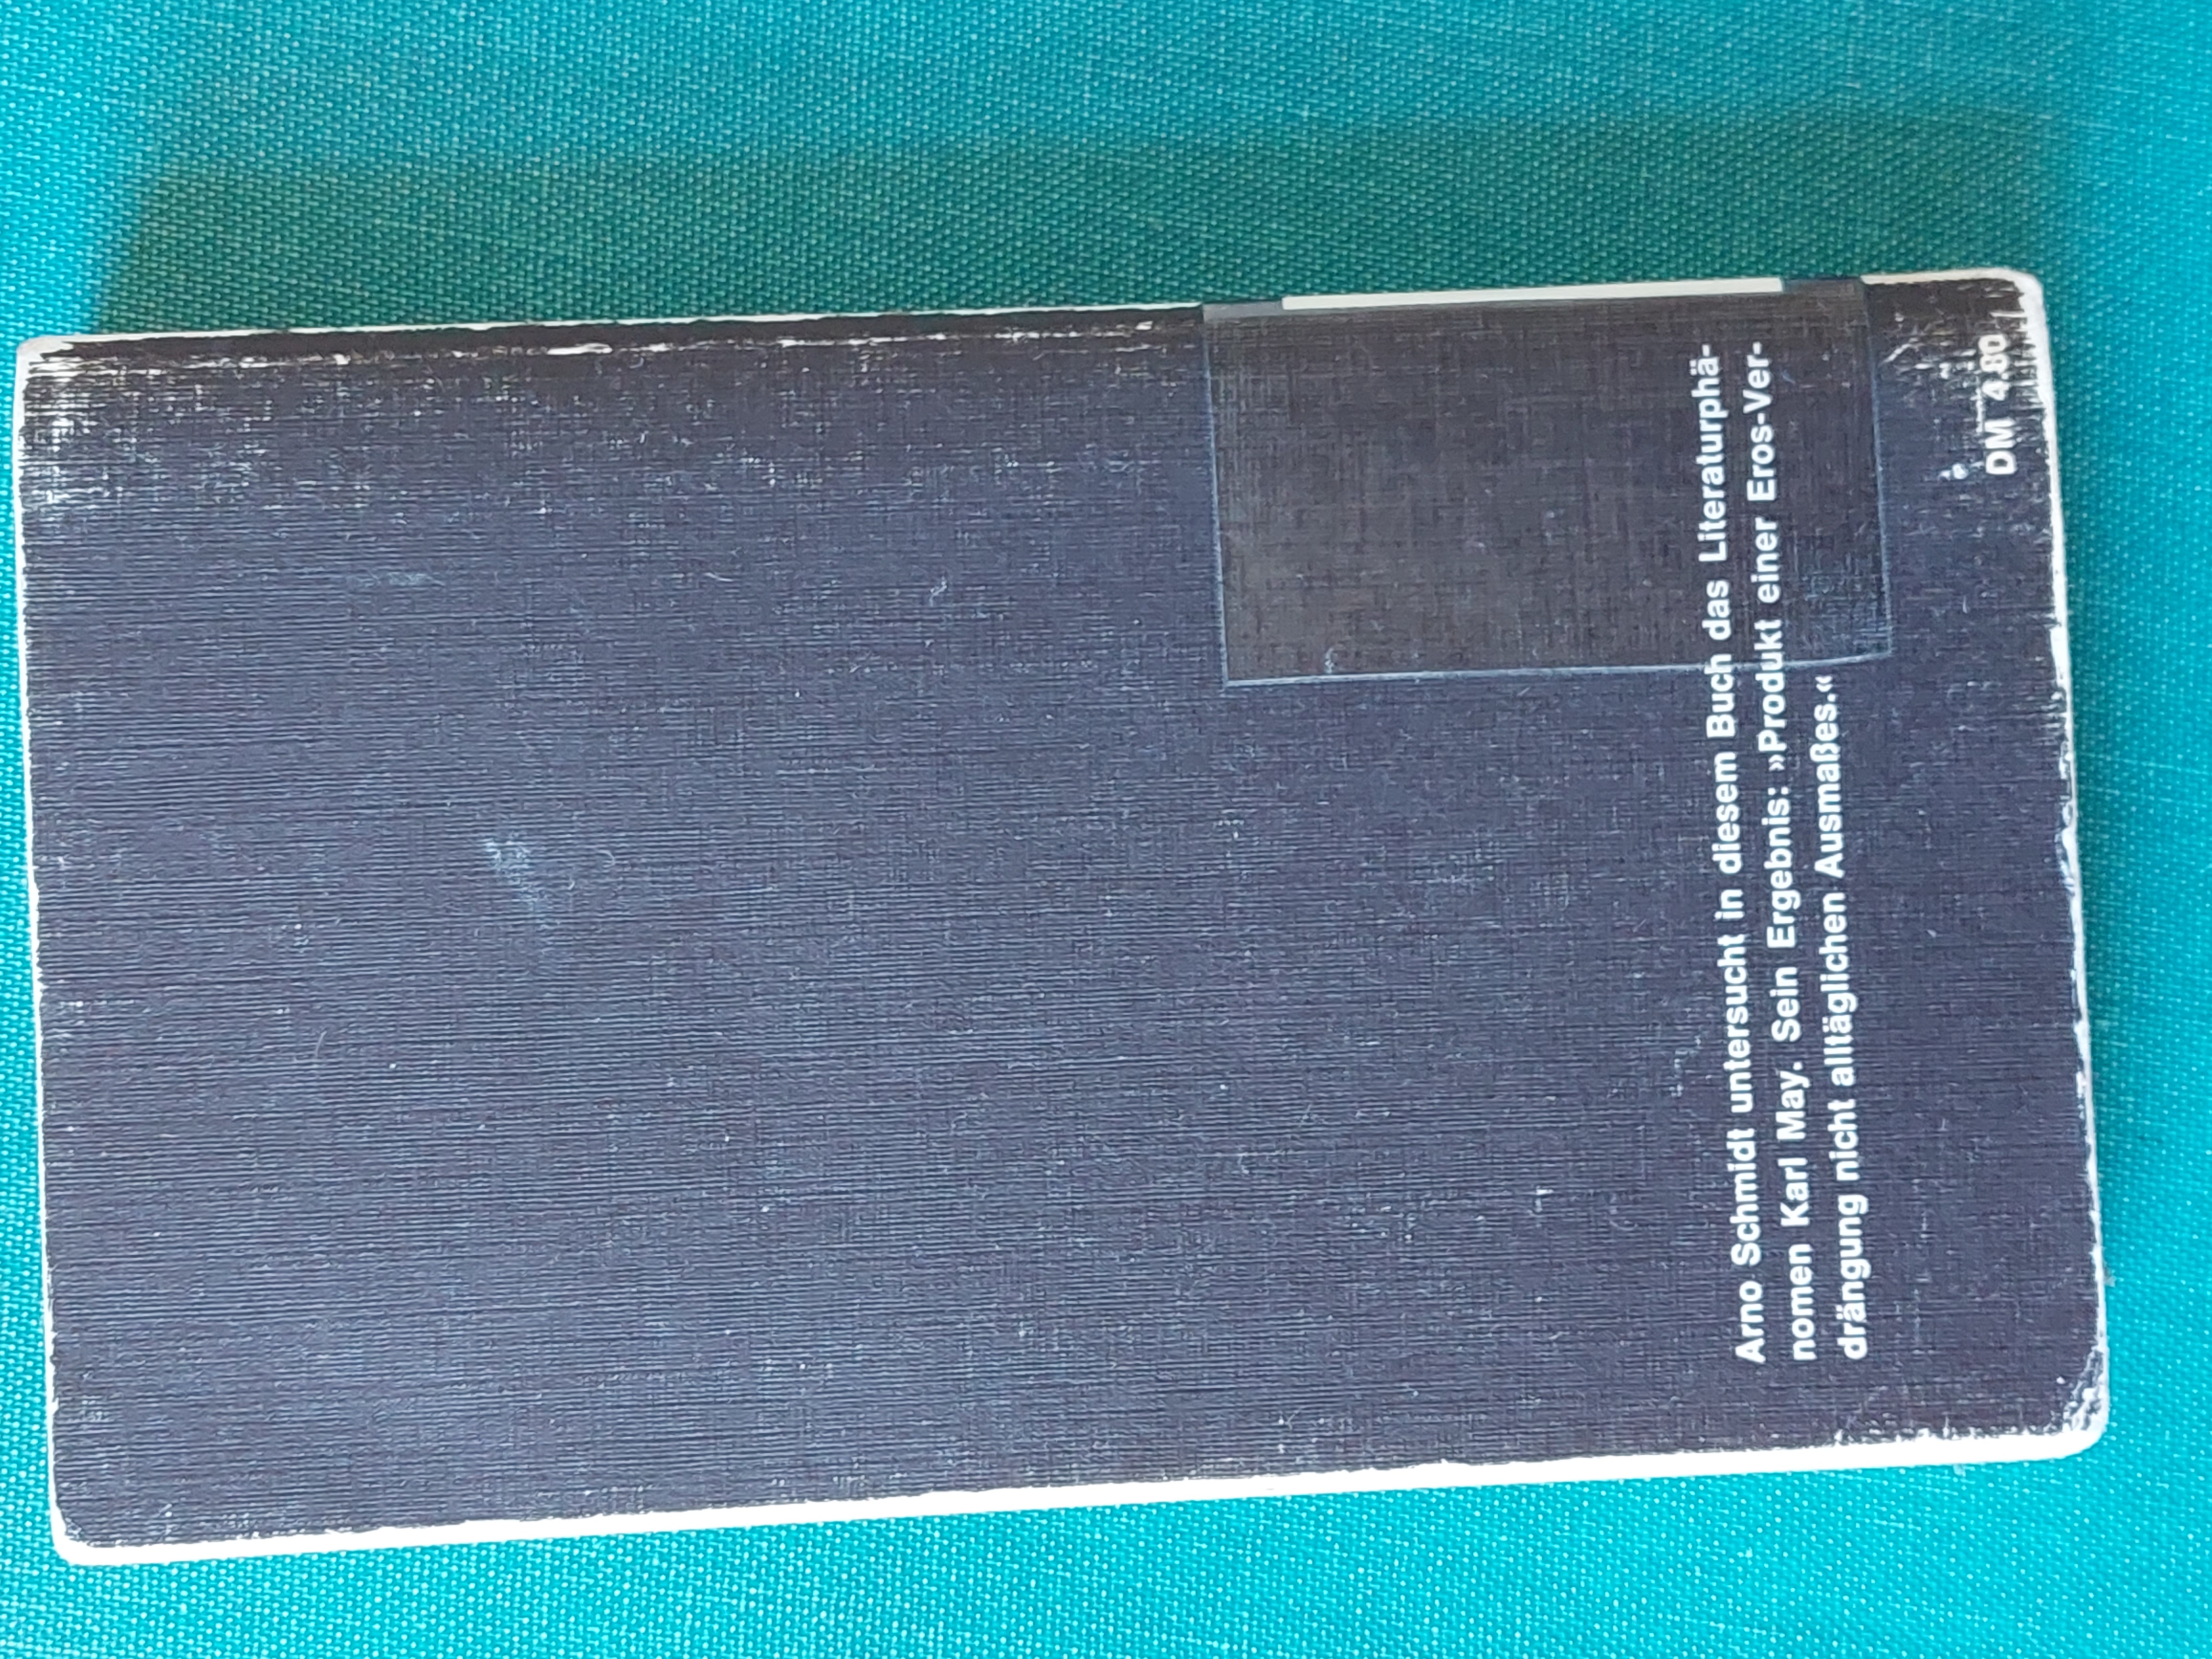 Arno Schmidt untersucht in diesem Buch das Literaturphä-
nomen Karl May. Sein Ergebnis: »Produkt einer Eros-Ver-
drängung nicht alltäglichen Ausmaßes.«
DM 4.80